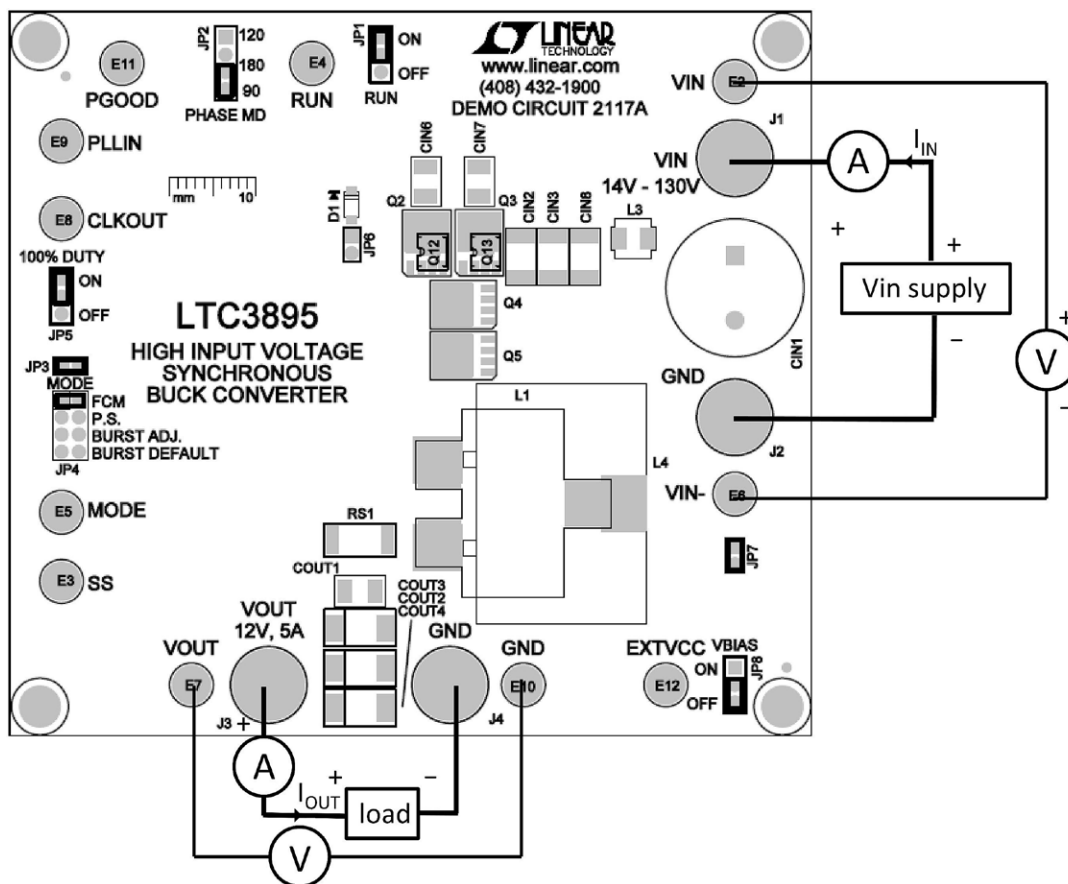 JP2
120
180
90
PHASE MD
E11
PGOOD
E4
RUN
JP1
ON
OFF
RUN
LINEAR
TECHNOLOGY
www.linear.com
(408) 432-1900
DEMO CIRCUIT 2117A
VIN
E2
J1
VIN
14V - 130V
A
IIN
+
+
Vin supply
−
+
V
−
E9
PLLIN
mm
10
E8
CLKOUT
CIN6
CIN7
D1
Q2
Q3
Q12
Q13
JP6
CIN2
CIN3
CIN8
L3
CIN1
100% DUTY
ON
OFF
JP5
LTC3895
HIGH INPUT VOLTAGE
SYNCHRONOUS
BUCK CONVERTER
Q4
Q5
JP3
MODE
FCM
P.S.
BURST ADJ.
BURST DEFAULT
JP4
L1
L4
GND
J2
VIN-
E6
JP7
E5
MODE
E3
SS
RS1
COUT1
COUT3
COUT2
COUT4
VOUT
E7
VOUT
12V, 5A
J3
GND
J4
GND
E10
EXTVCC
E12
VBIAS
ON
OFF
JP8
+
A
IOUT
+
load
−
V